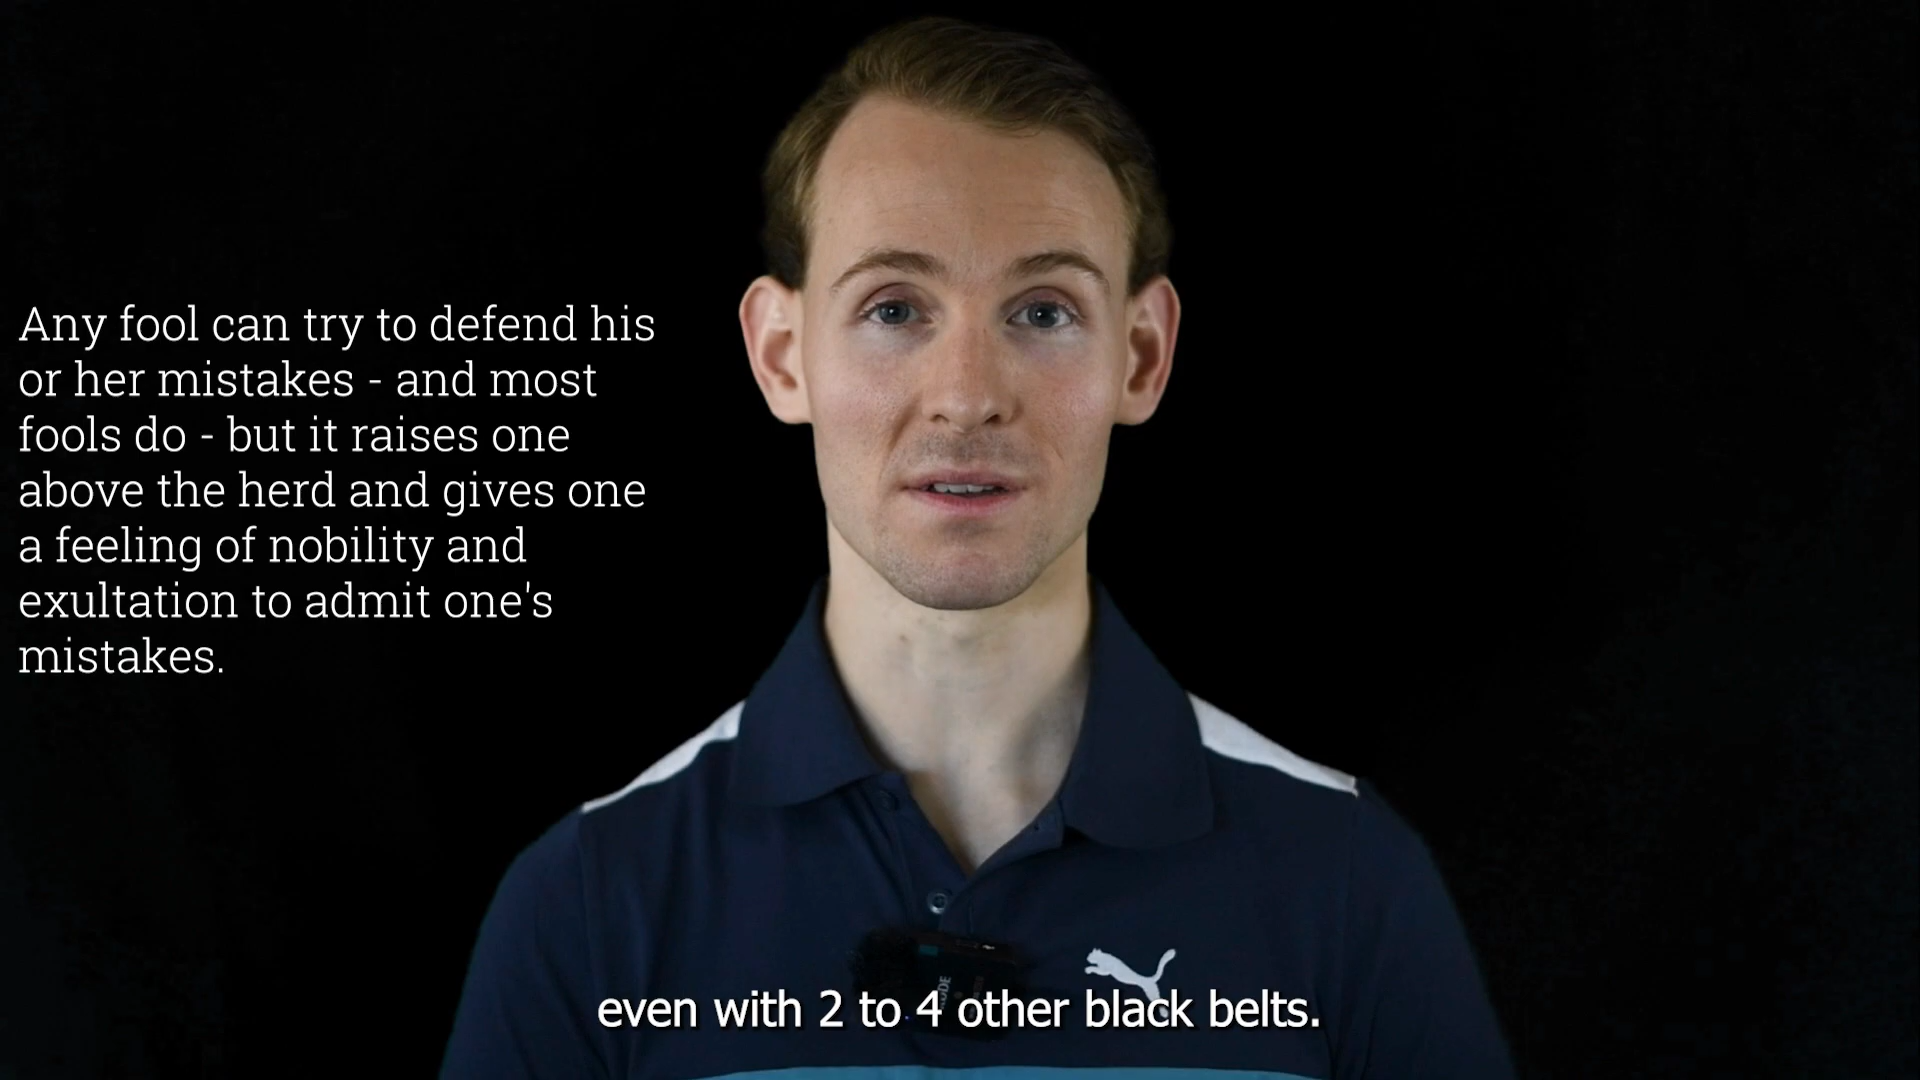 Any fool can try to defend his
or her mistakes - and most
fools do - but it raises one
above the herd and gives one
a feeling of nobility and
exultation to admit one's
mistakes.
even with 2 to 4 other black belts.